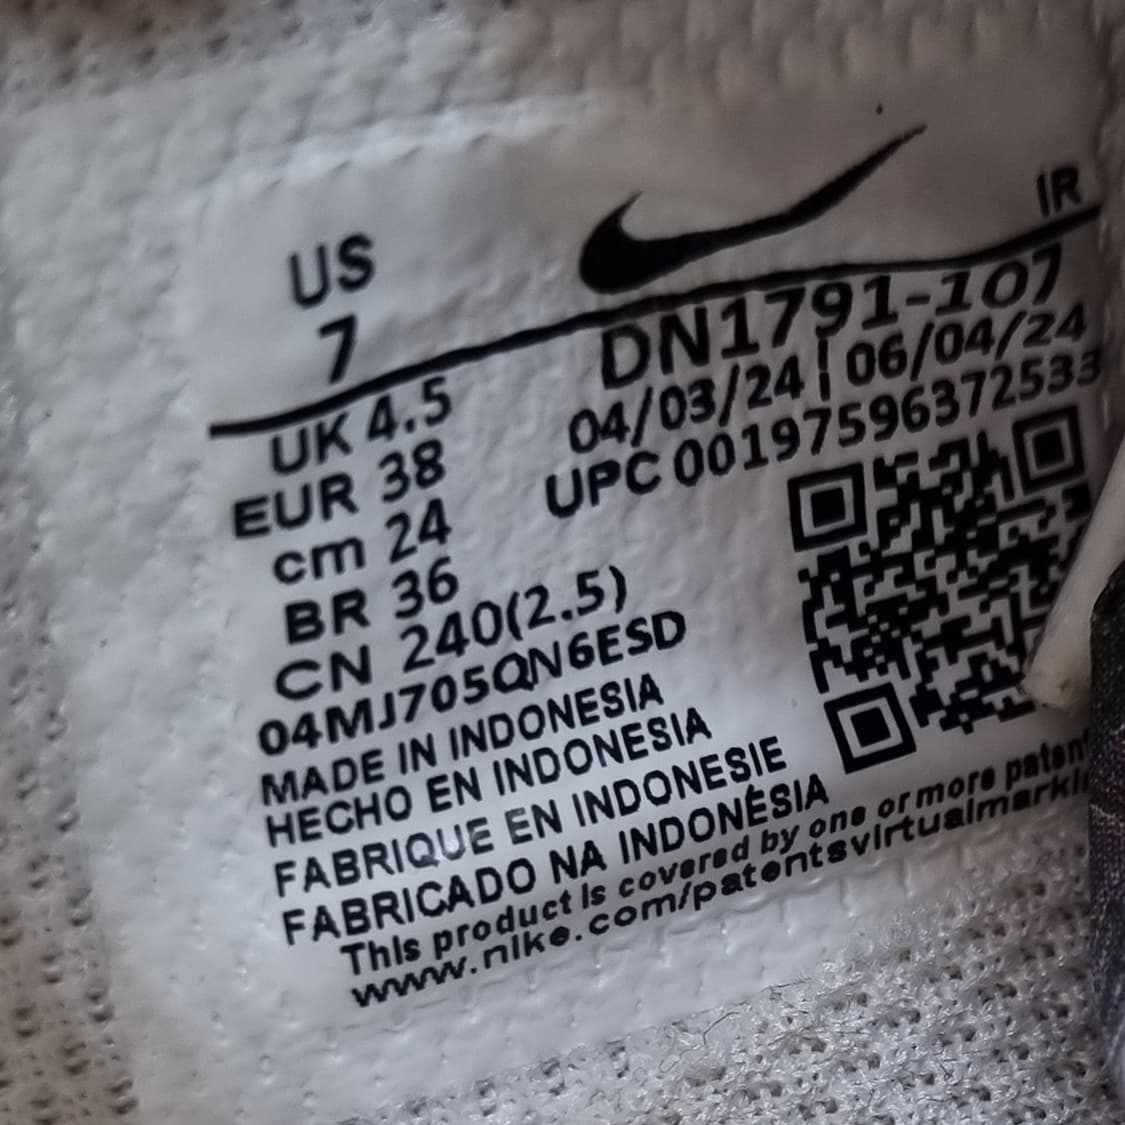 US
7
IR
UK 4.5
EUR 38
cm 24
BR 36
CN 240(2.5)
DN1791-107
04/03/24 | 06/04/24
UPC 00197596372533
04MJ705QN6ESD
MADE IN INDONESIA
HECHO EN INDONESIA
FABRIQUE EN INDONESIE
FABRICADO NA INDONÉSIA
This product is covered by one or more paten
www.nike.com/patentsvirtualmarki